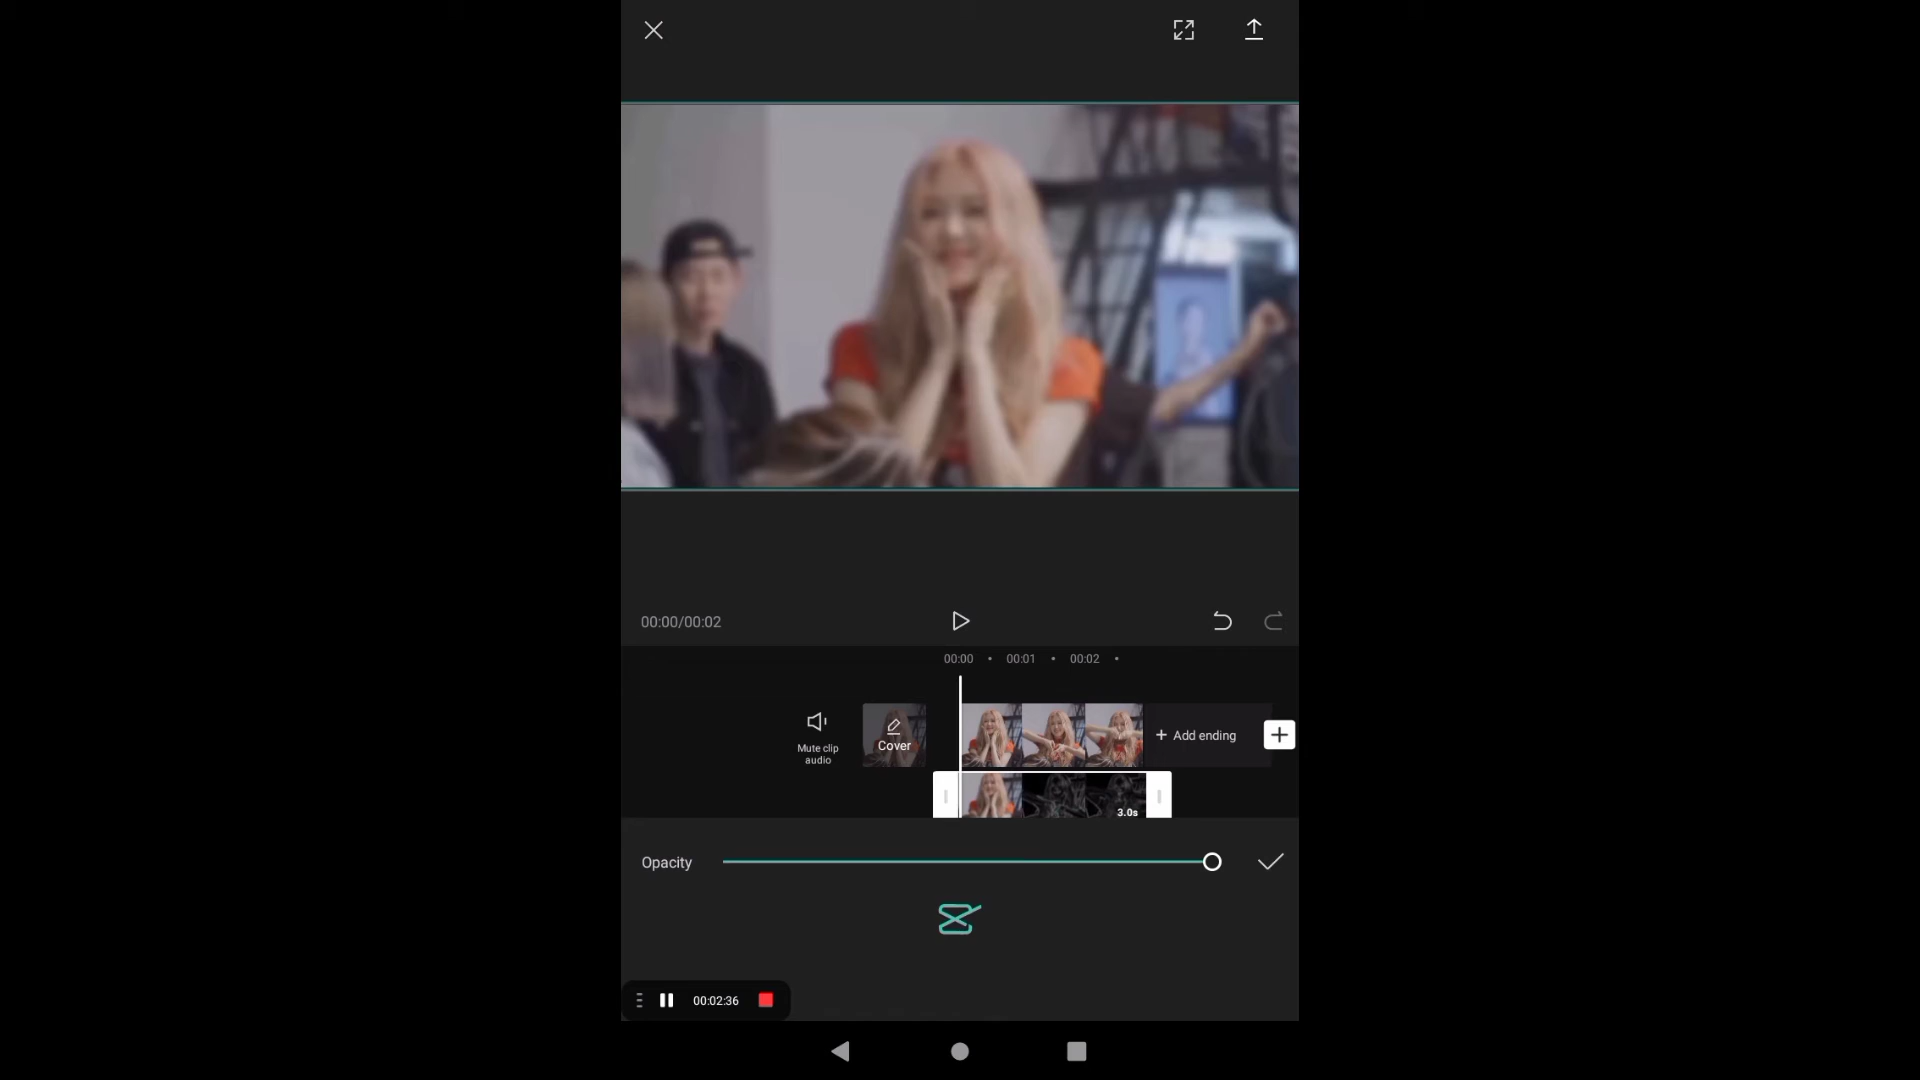 00:00/00:02
00:00
00:01
00:02
Mute clip
audio
Cover
+ Add ending
3.0s
Opacity
00:02:36